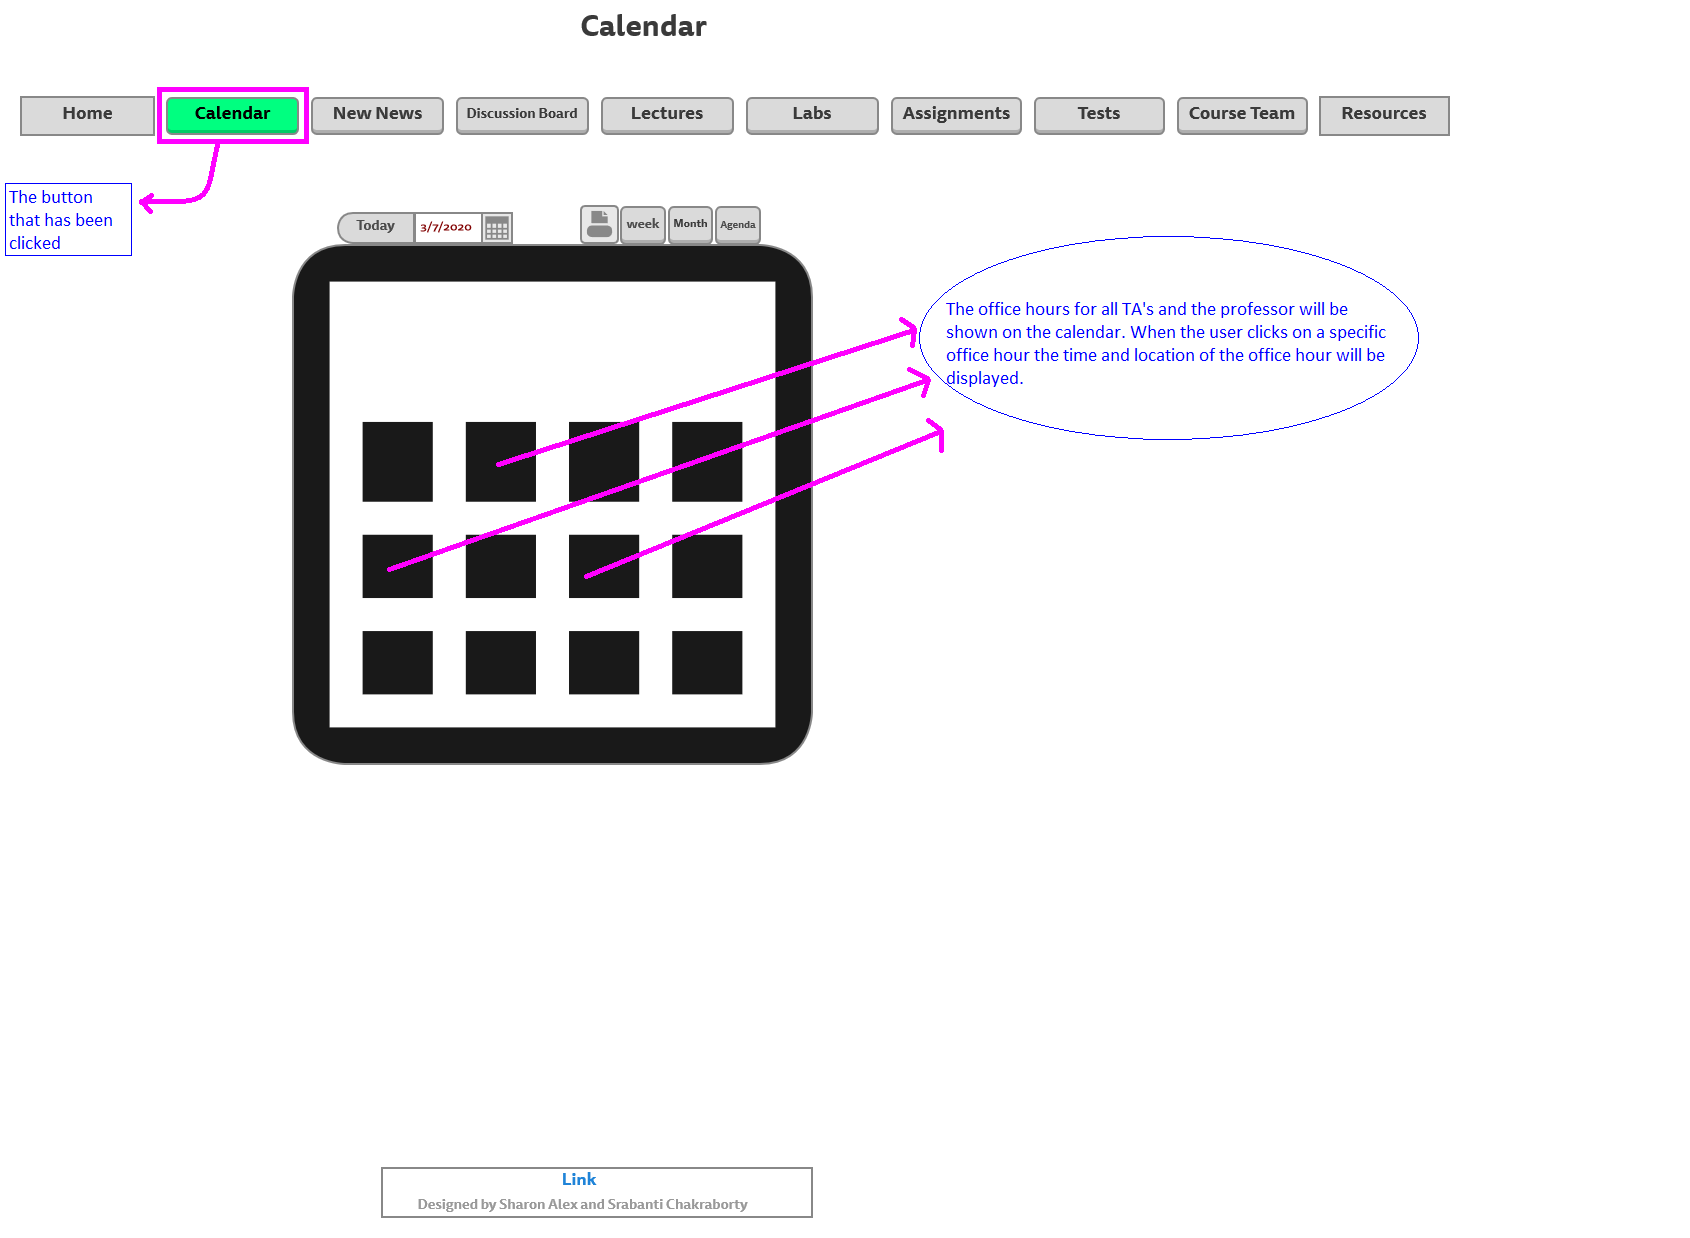 Calendar
Home
Calendar
New News
Discussion Board
Lectures
Labs
Assignments
Tests
Course Team
Resources
The button
that has been
clicked
Today
3/7/2020
week
Month
Agenda
The office hours for all TA's and the professor will be
shown on the calendar. When the user clicks on a specific
office hour the time and location of the office hour will be
displayed.
Link
Designed by Sharon Alex and Srabanti Chakraborty